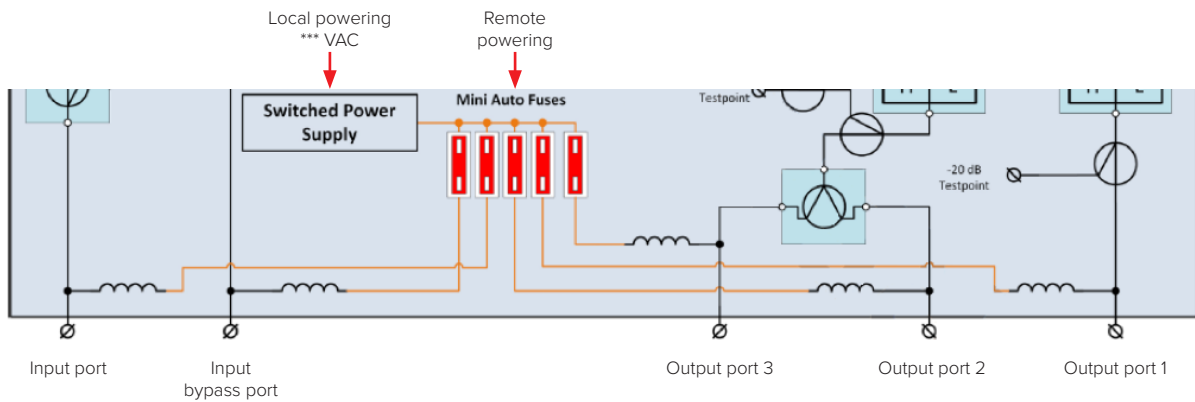 Local powering
*** VAC
Remote
powering
Switched Power
Supply
Mini Auto Fuses
Testpoint
-20 dB
Testpoint
Input port
Input
bypass port
Output port 3
Output port 2
Output port 1